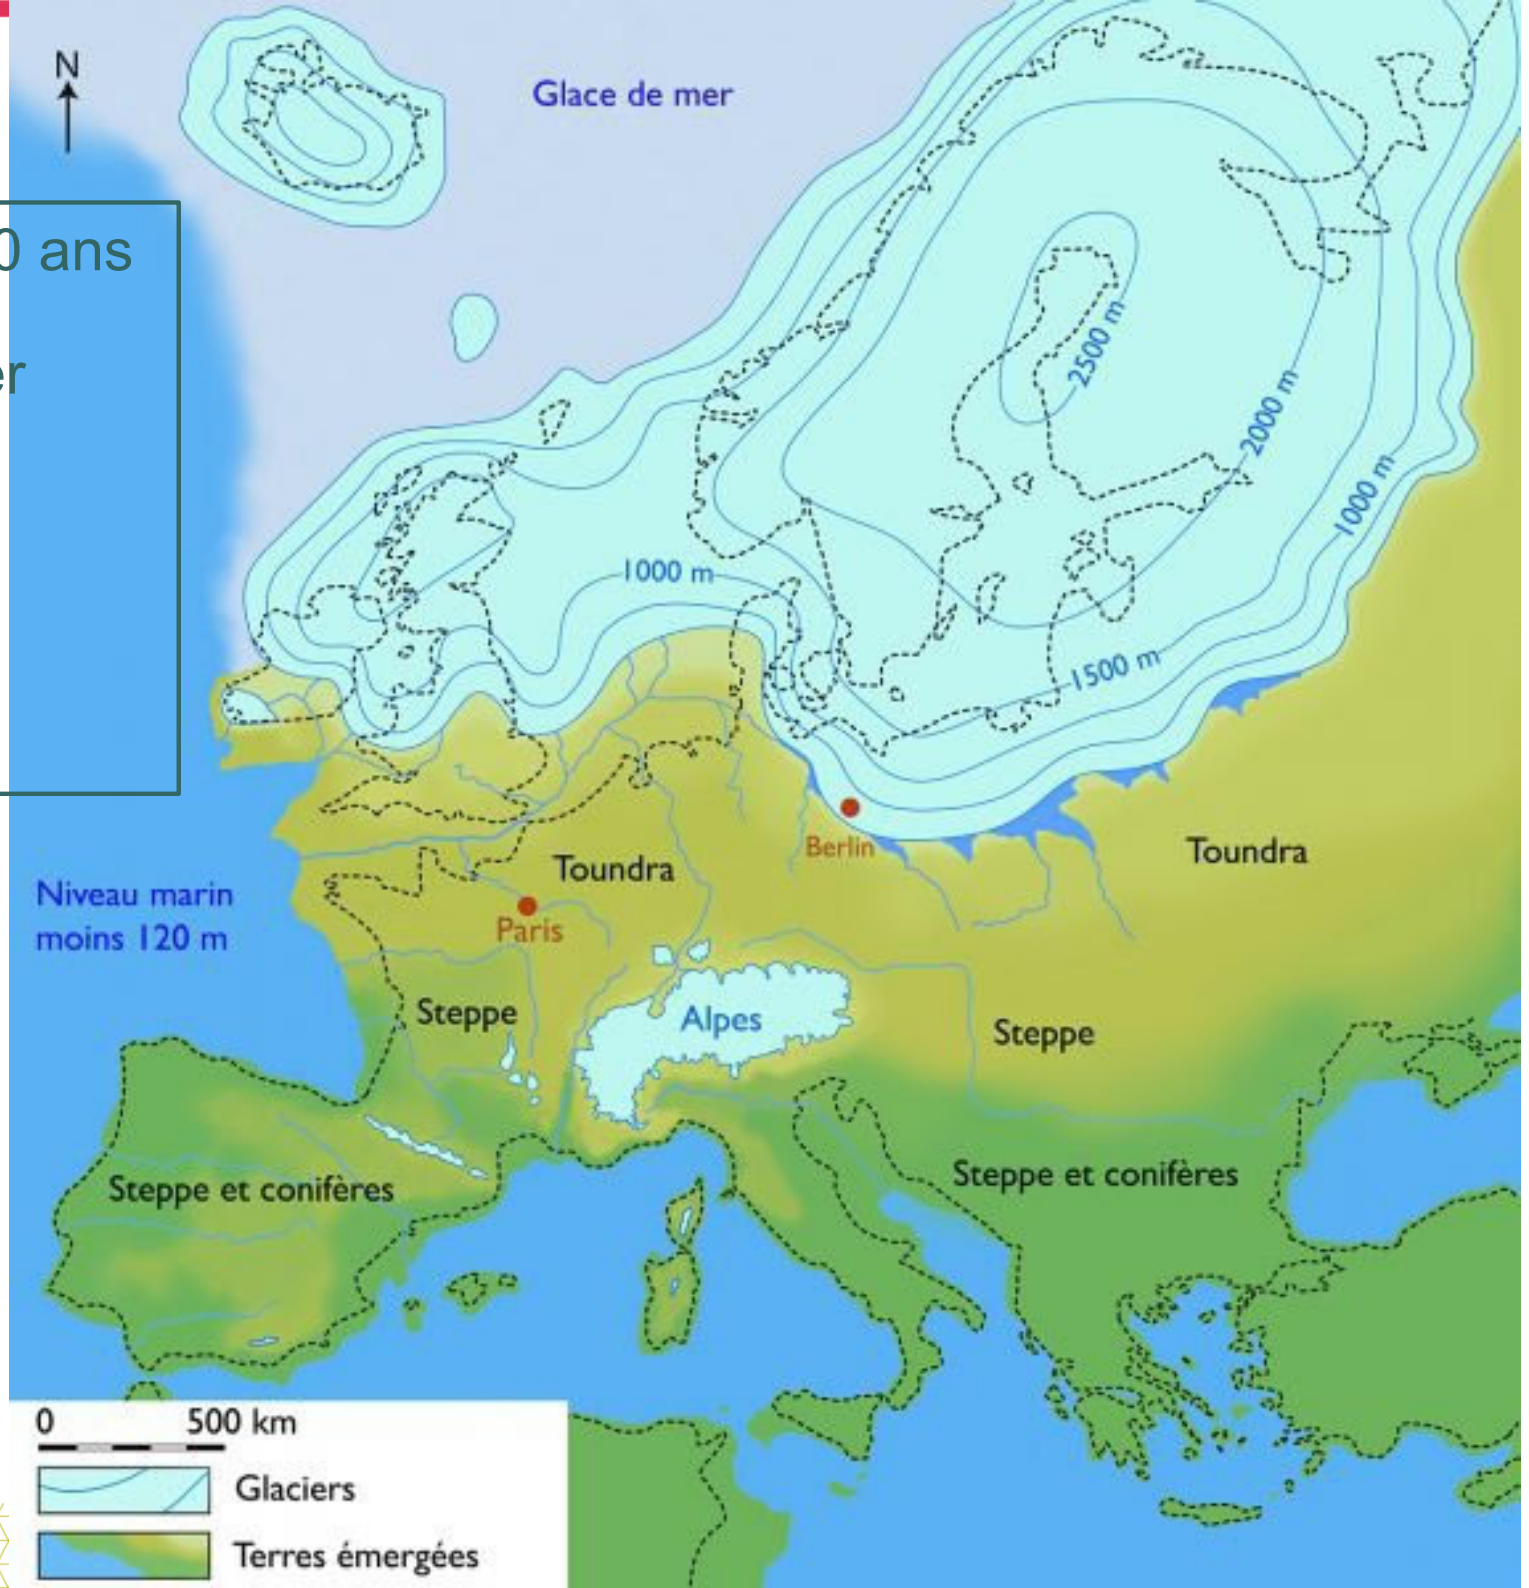 N
Glace de mer
0 ans
er
2500 m
2000 m
1000 m
1000 m
1500 m
Berlin
Toundra
Toundra
Niveau marin
moins 120 m
Paris
Steppe
Alpes
Steppe
Steppe et conifères
Steppe et conifères
0 500 km
Glaciers
Terres émergées